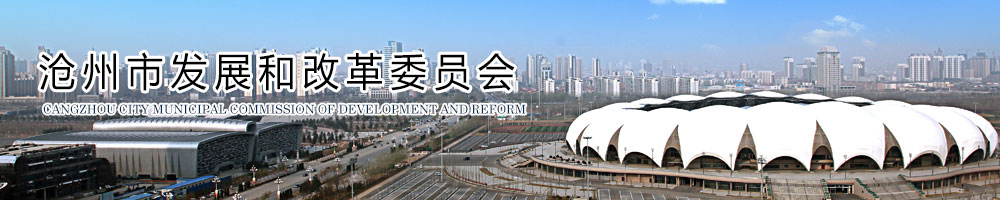 沧州市发展和改革委员会
CANGZHOU CITY MUNICIPAL COMMISSION OF DEVELOPMENT AND REFORM